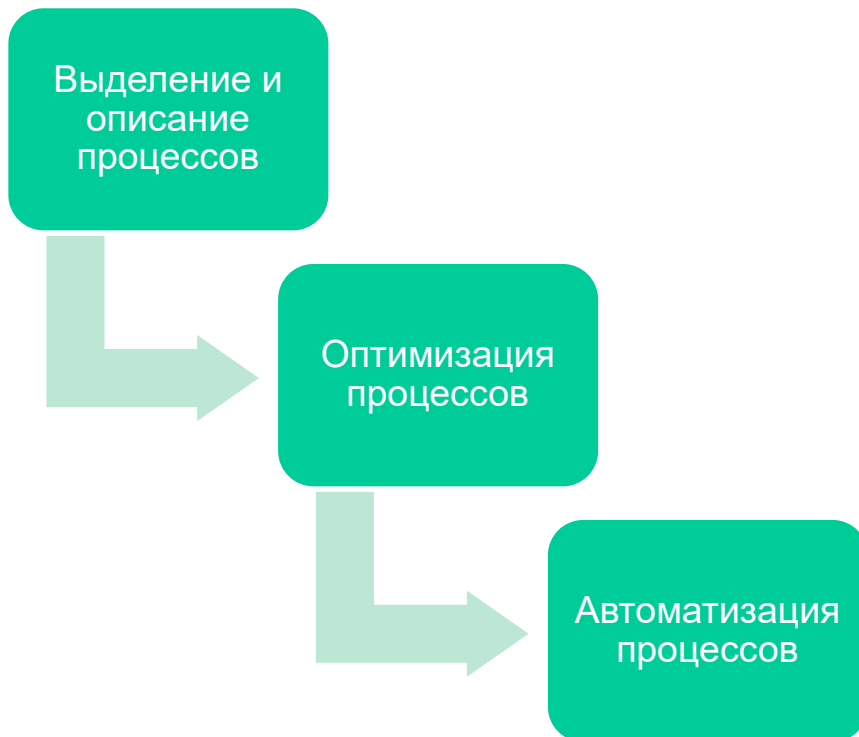 Выделение и
описание
процессов
Оптимизация
процессов
Автоматизация
процессов